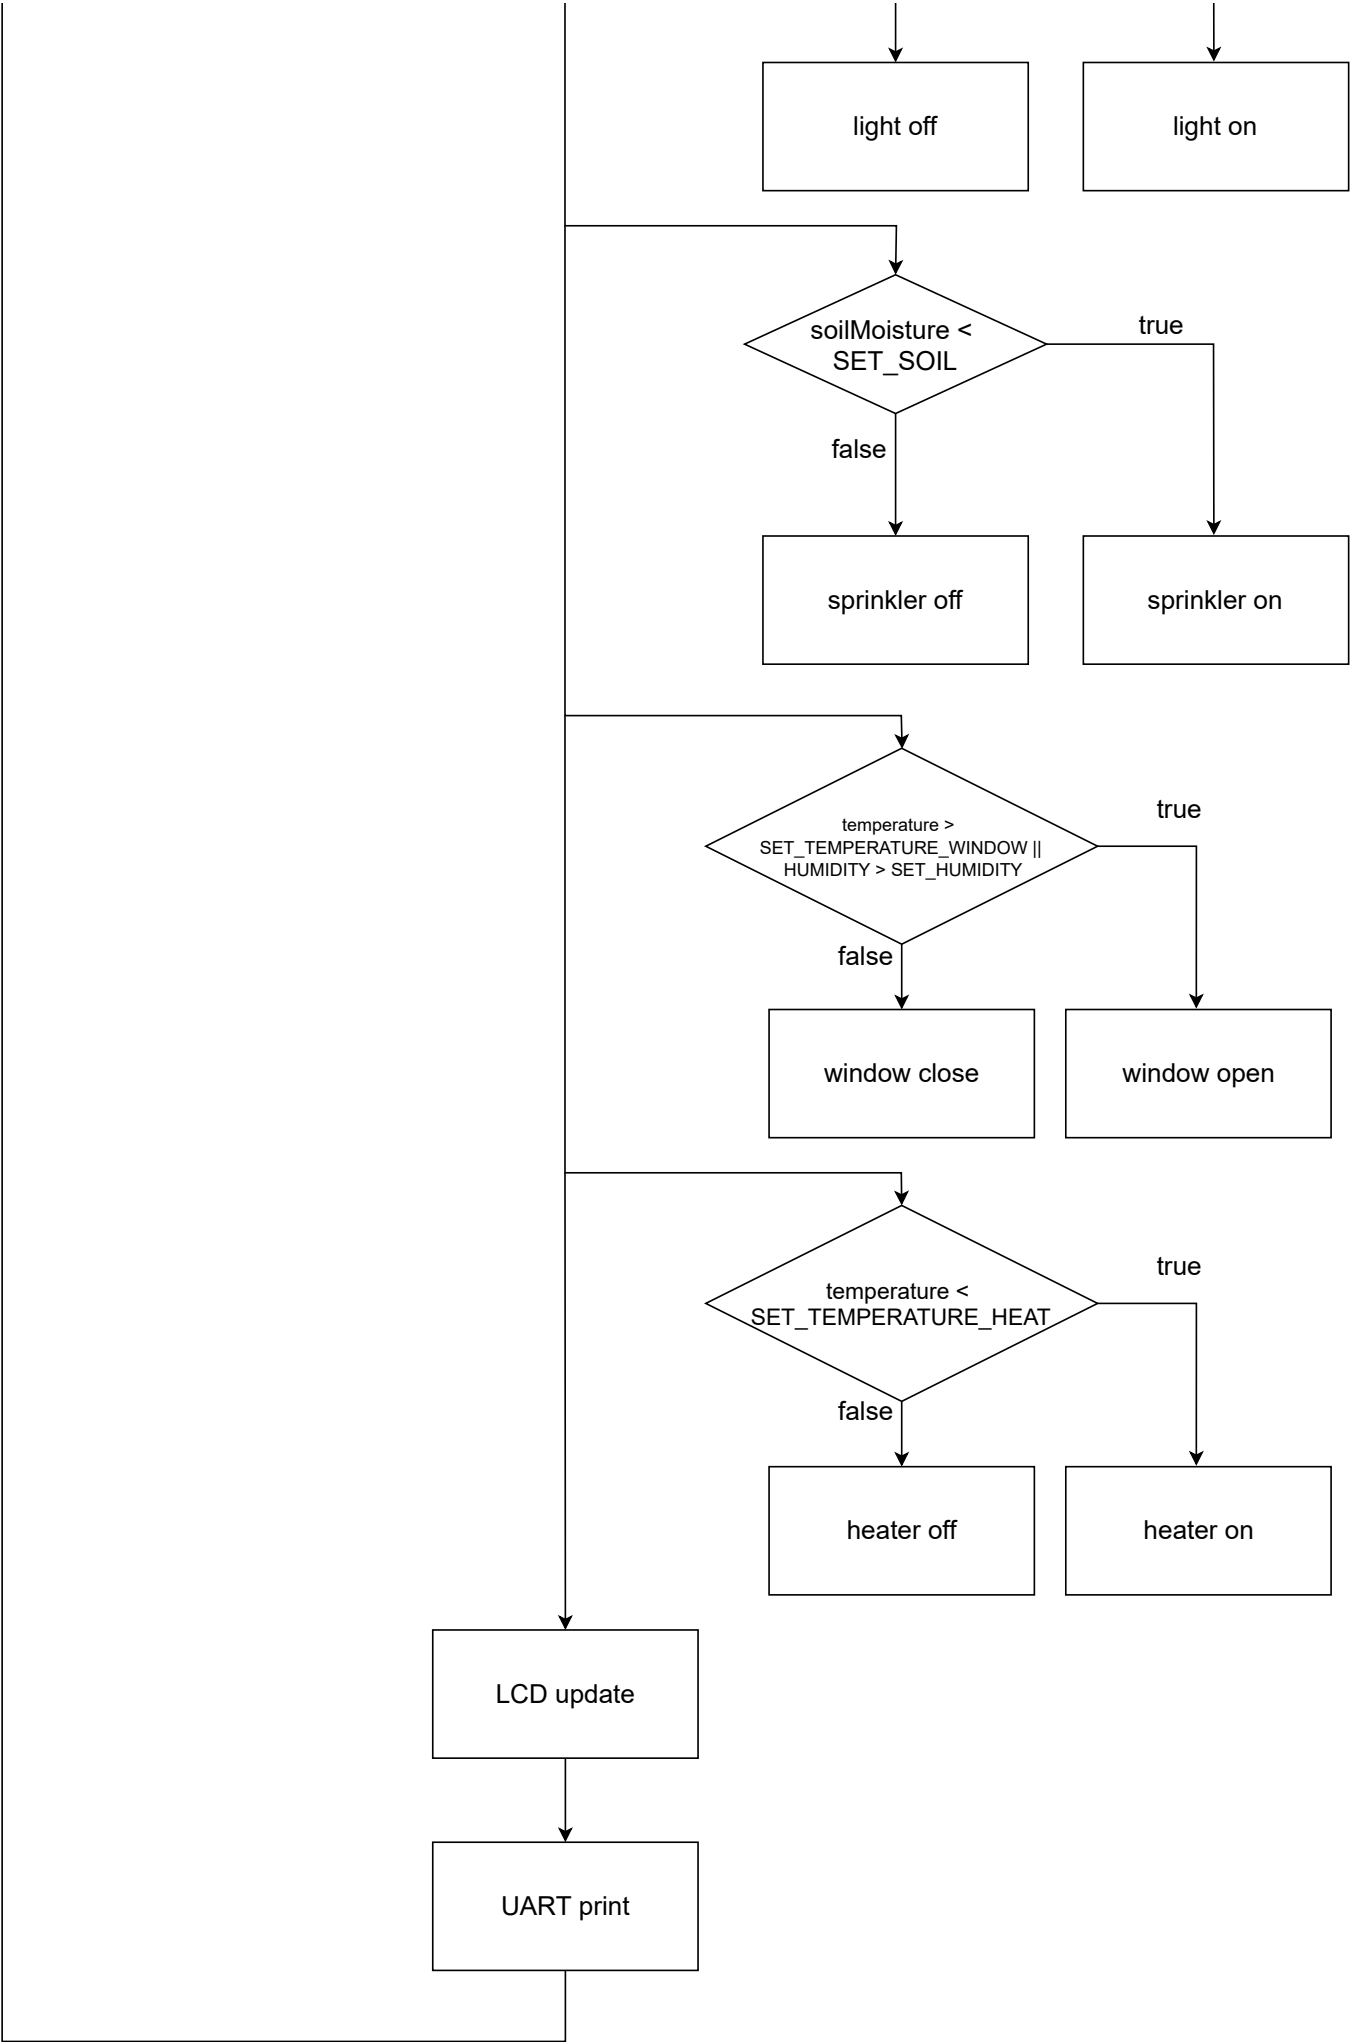 light off
light on
soilMoisture <
SET_SOIL
true
false
sprinkler off
sprinkler on
temperature >
SET_TEMPERATURE_WINDOW ||
HUMIDITY > SET_HUMIDITY
true
false
window close
window open
temperature <
SET_TEMPERATURE_HEAT
true
false
heater off
heater on
LCD update
UART print